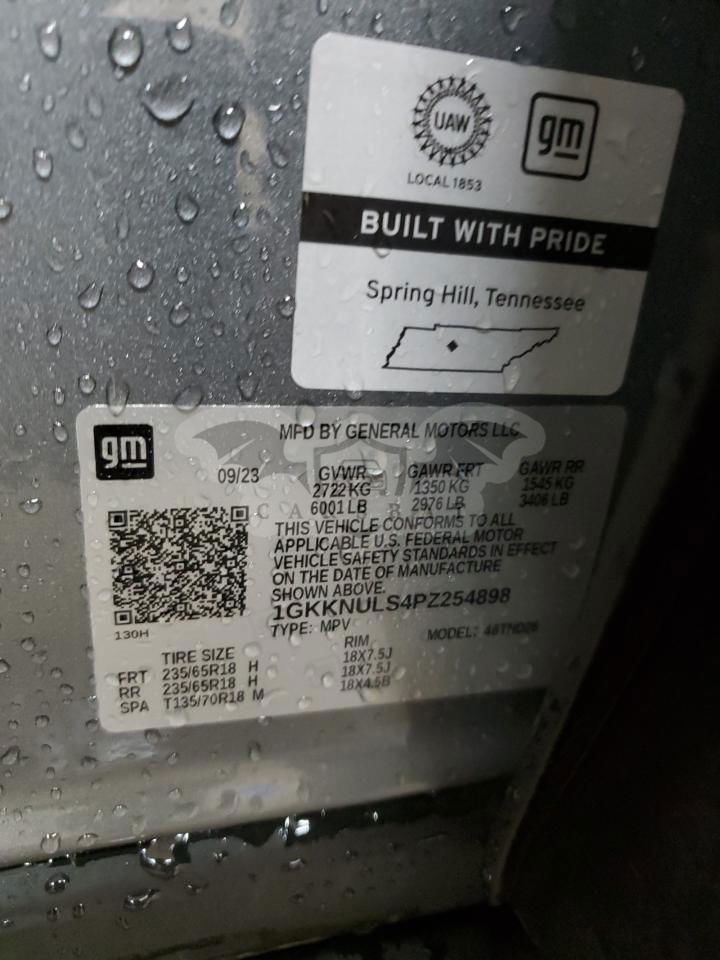 UAW
gm
LOCAL 1853
BUILT WITH PRIDE
Spring Hill, Tennessee
gm
MFD BY GENERAL MOTORS LLC
09/23
GVWR GAWR FRT GAWR RR
2722 KG 1350 KG 1545 KG
6001 LB 2976 LB 3406 LB
THIS VEHICLE CONFORMS TO ALL
APPLICABLE U.S. FEDERAL MOTOR
VEHICLE SAFETY STANDARDS IN EFFECT
ON THE DATE OF MANUFACTURE
SHOWN ABOVE.
1GKKNULS4PZ254898
130H
TYPE: MPV MODEL:
TIRE SIZE RIM
FRT 235/65R18 H 18X7.5J
RR 235/65R18 H 18X7.5J
SPA T135/70R18 M 18X4.5B